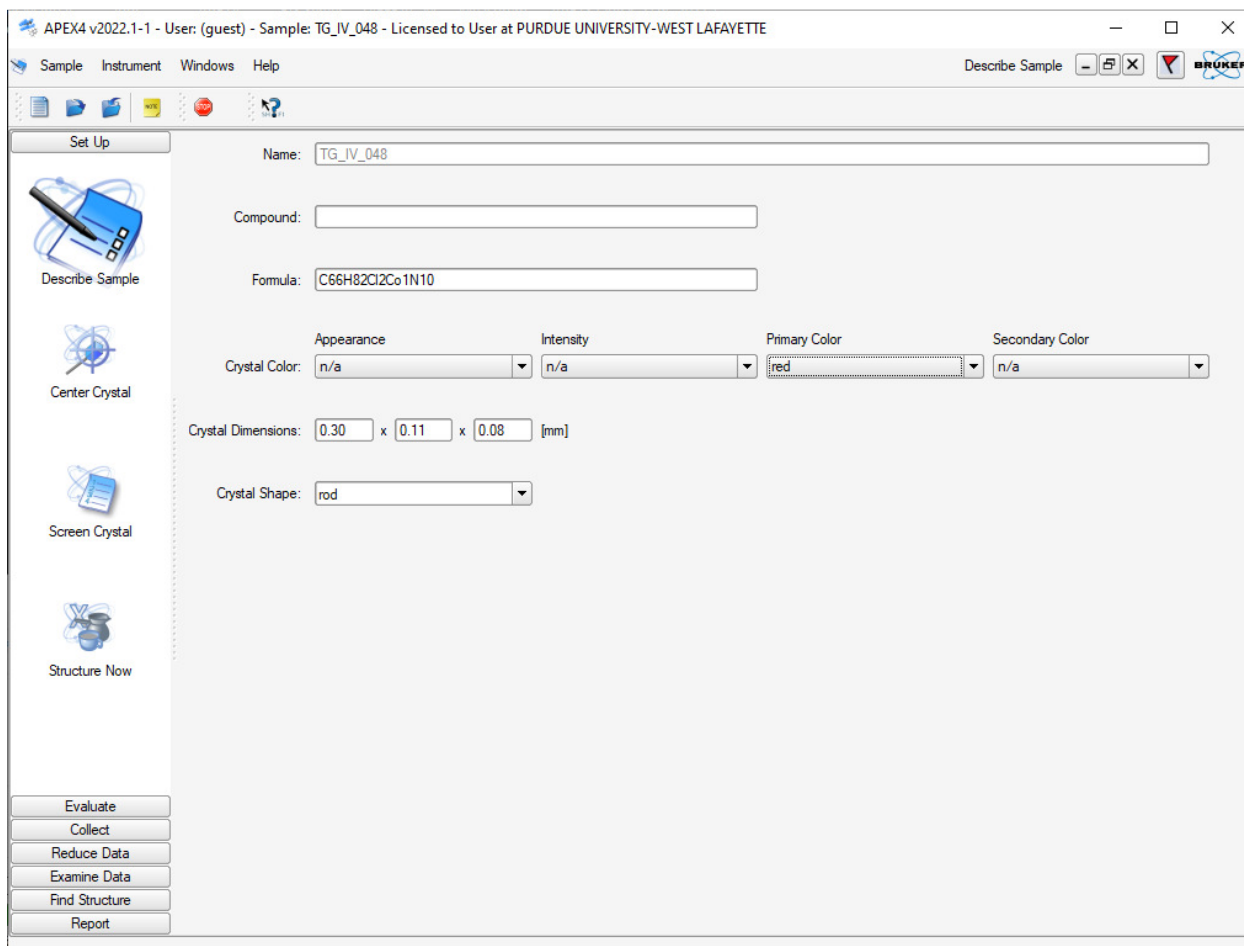 APEX4 v2022.1-1 - User: (guest) - Sample: TG_IV_048 - Licensed to User at PURDUE UNIVERSITY-WEST LAFAYETTE
Sample Instrument Windows Help Describe Sample BRUKER
NOTE STOP
Set Up
Describe Sample
Center Crystal
Screen Crystal
Structure Now
Evaluate
Collect
Reduce Data
Examine Data
Find Structure
Report
Name: TG_IV_048
Compound:
Formula: C66H82Cl2Co1N10
Appearance Intensity Primary Color Secondary Color
Crystal Color: n/a n/a red n/a
Crystal Dimensions: 0.30 x 0.11 x 0.08 [mm]
Crystal Shape: rod